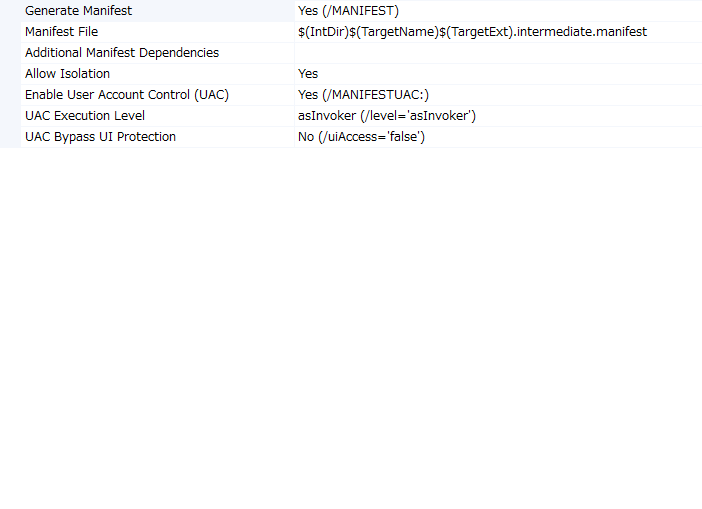 Generate Manifest Yes (/MANIFEST)
Manifest File $(IntDir)$(TargetName)$(TargetExt).intermediate.manifest
Additional Manifest Dependencies
Allow Isolation Yes
Enable User Account Control (UAC) Yes (/MANIFESTUAC:)
UAC Execution Level asInvoker (/level='asInvoker')
UAC Bypass UI Protection No (/uiAccess='false')